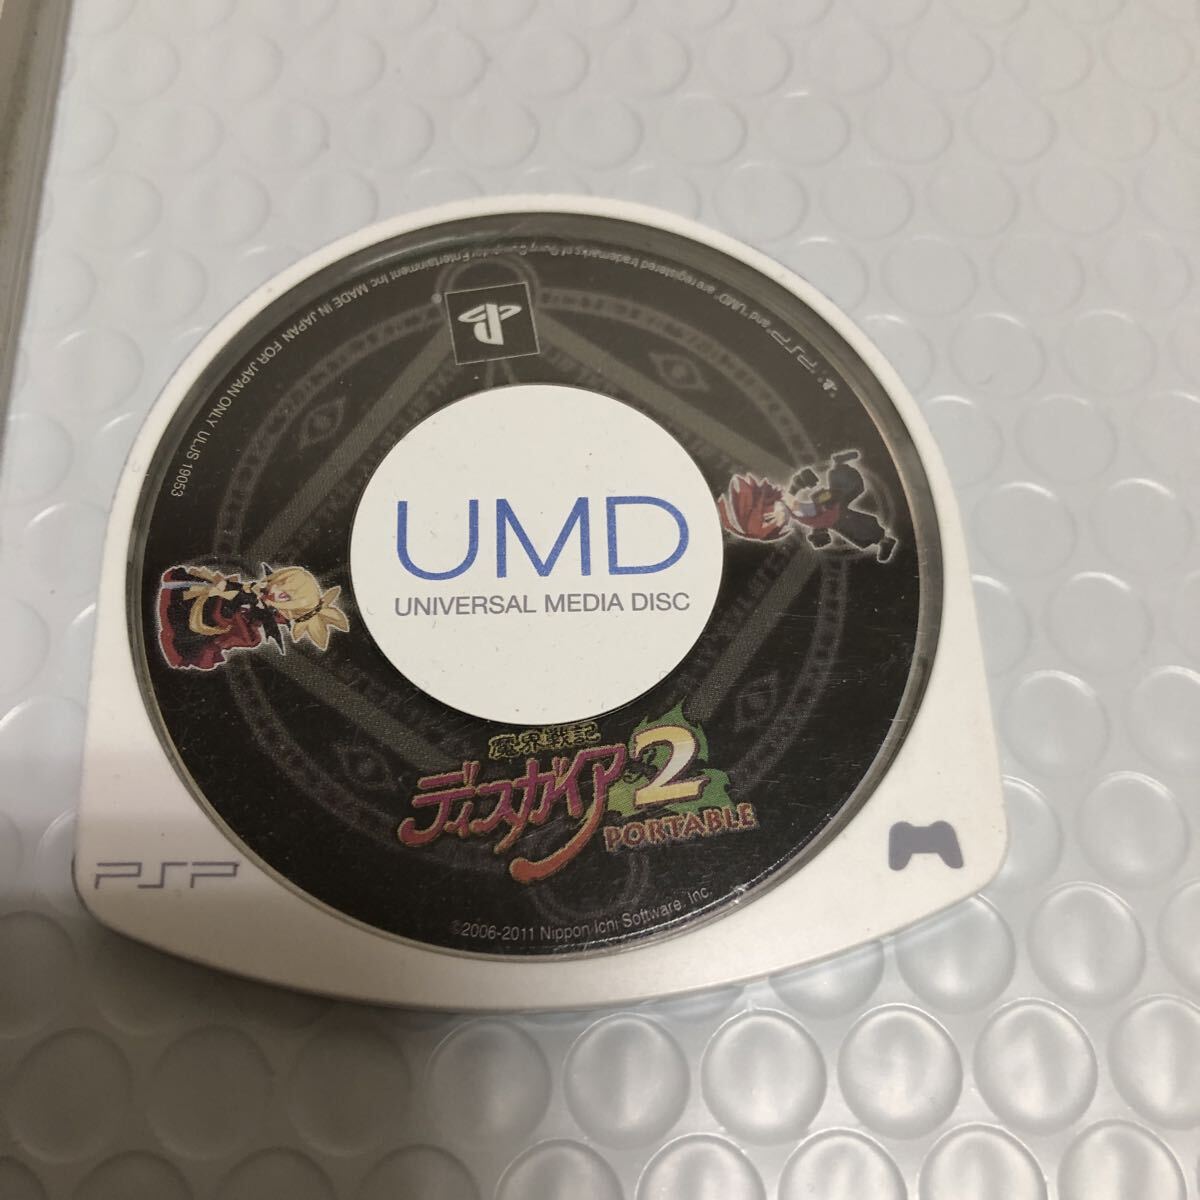 "PSP" and "UMD" are registered trademarks of Sony Computer Entertainment Inc MADE IN JAPAN FOR JAPAN ONLY ULJS 19053
UMD
UNIVERSAL MEDIA DISC
魔界戦記
ディスガイア2
PORTABLE
PSP
©2006-2011 Nippon Ichi Software, Inc.